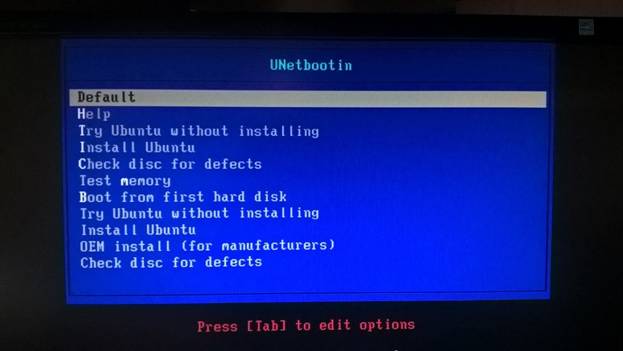 UNetbootin
Default
Help
Try Ubuntu without installing
Install Ubuntu
Check disc for defects
Test memory
Boot from first hard disk
Try Ubuntu without installing
Install Ubuntu
OEM install (for manufacturers)
Check disc for defects
Press [Tab] to edit options